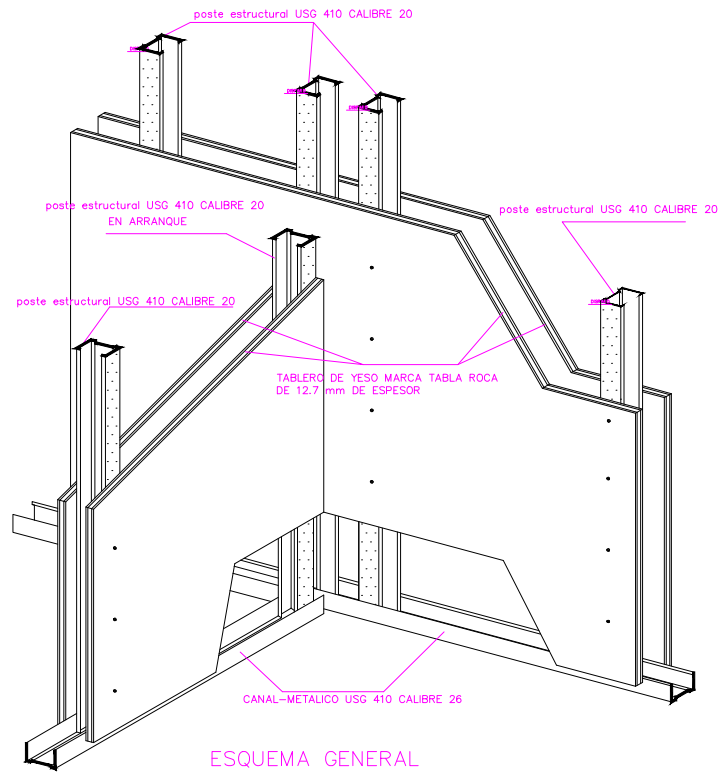 poste estructural USG 410 CALIBRE 20
poste estructural USG 410 CALIBRE 20
EN ARRANQUE
poste estructural USG 410 CALIBRE 20
poste estructural USG 410 CALIBRE 20
TABLERO DE YESO MARCA TABLA ROCA
DE 12.7 mm DE ESPESOR
CANAL-METALICO USG 410 CALIBRE 26
ESQUEMA GENERAL